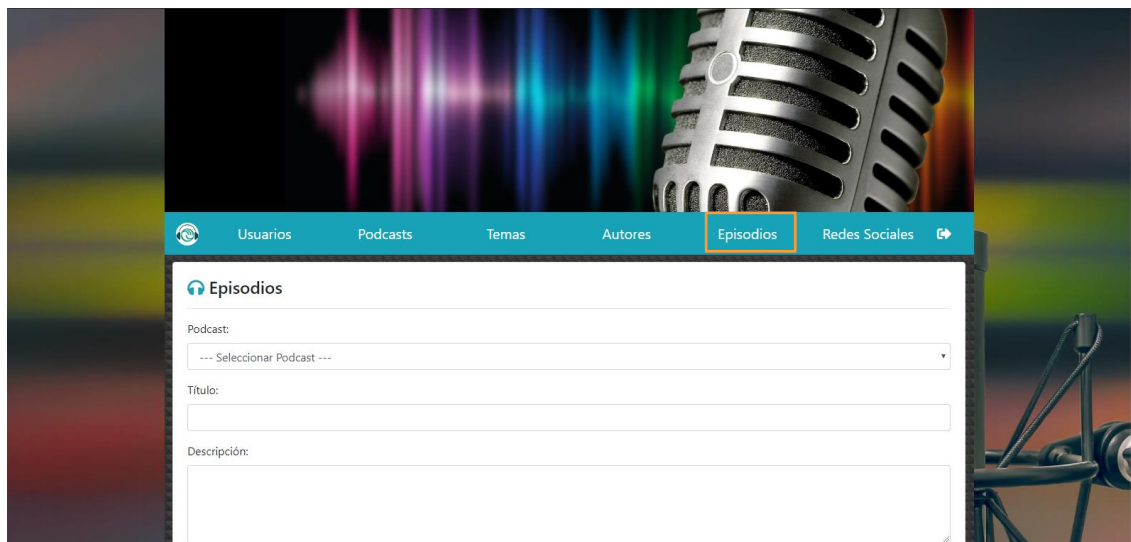 Usuarios Podcasts Temas Autores Episodios Redes Sociales
Episodios
Podcast:
--- Seleccionar Podcast ---
Título:
Descripción: